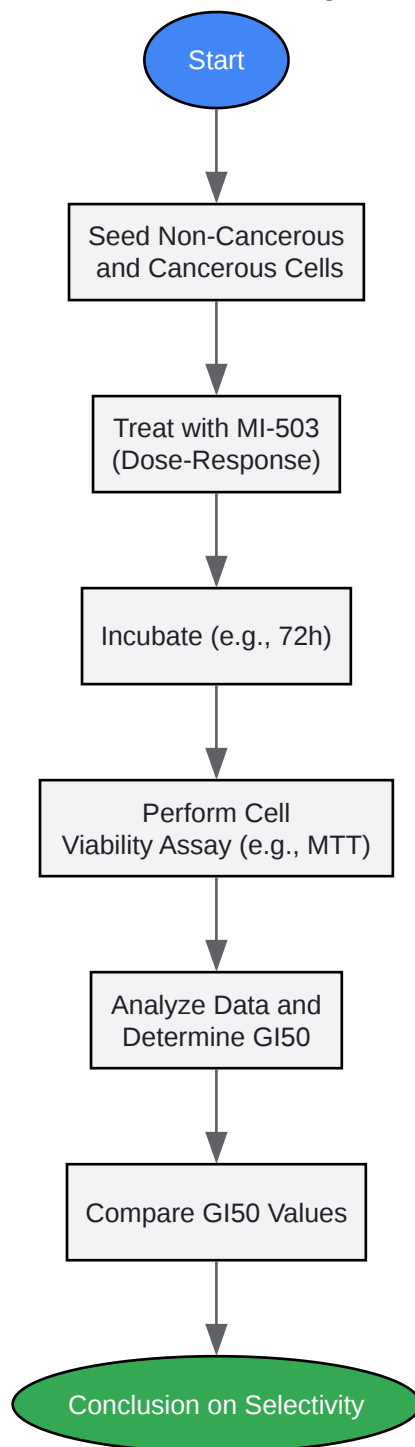 Start
Seed Non-Cancerous
and Cancerous Cells
Treat with MI-503
(Dose-Response)
Incubate (e.g., 72h)
Perform Cell
Viability Assay (e.g., MTT)
Analyze Data and
Determine GI50
Compare GI50 Values
Conclusion on Selectivity